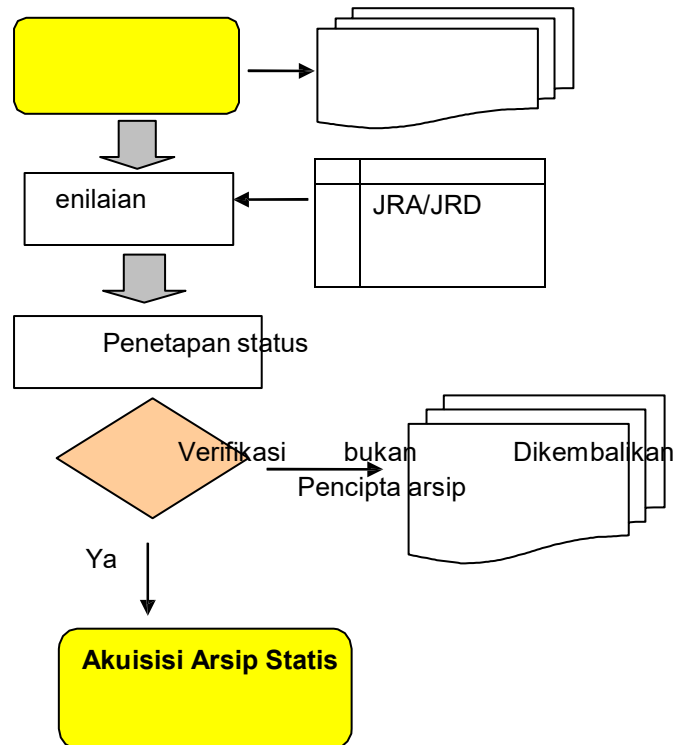 enilaian
JRA/JRD
Penetapan status
Verifikasi bukan Dikembalikan
Pencipta arsip
Ya
Akuisisi Arsip Statis